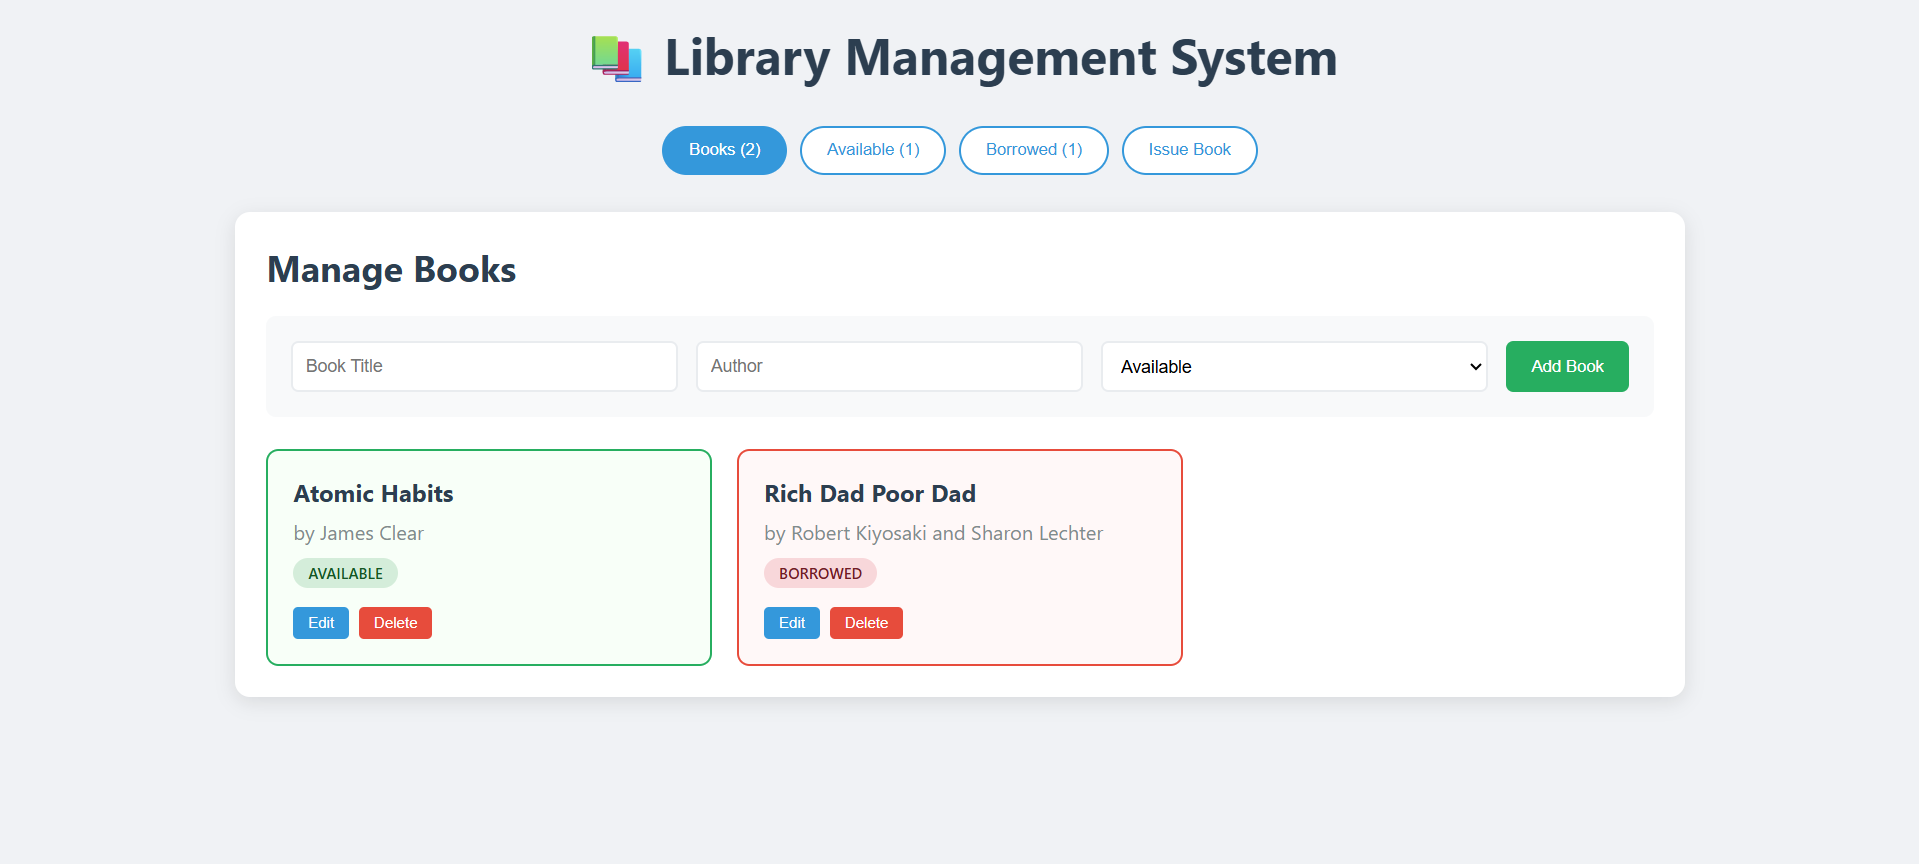 Library Management System
Books (2) Available (1) Borrowed (1) Issue Book
Manage Books
Book Title Author Available Add Book
Atomic Habits
by James Clear
AVAILABLE
Edit Delete
Rich Dad Poor Dad
by Robert Kiyosaki and Sharon Lechter
BORROWED
Edit Delete